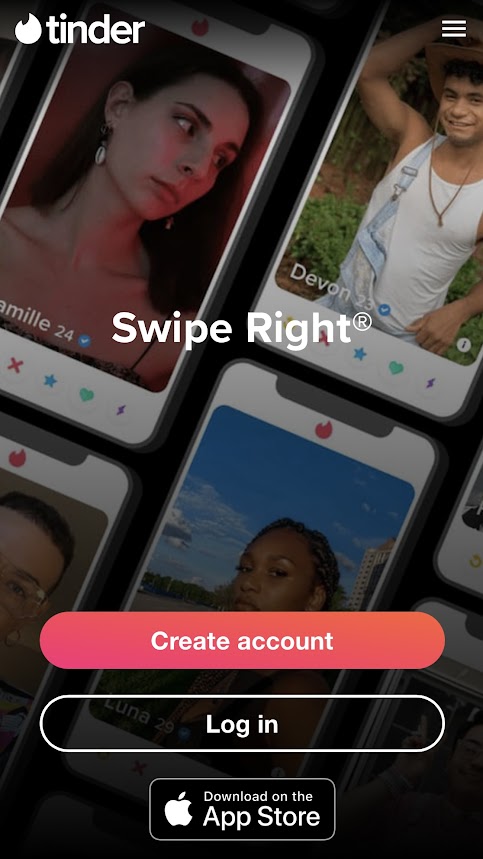 tinder
Devon 23
amille 24
Swipe Right®
Create account
Luna 29
Log in
Download on the
App Store